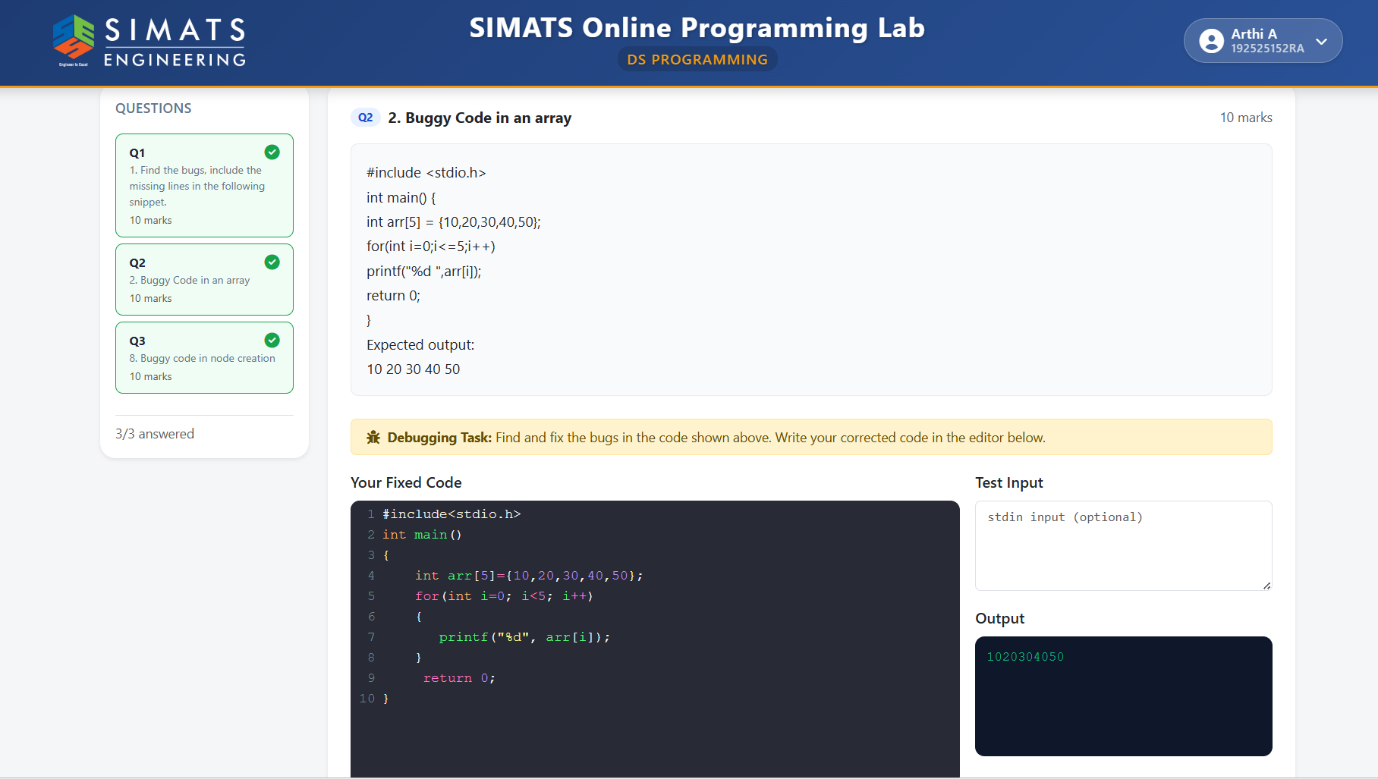 SIMATS
ENGINEERING
Engineer to Excel
SIMATS Online Programming Lab
DS PROGRAMMING
Arthi A
192525152RA
QUESTIONS
Q1
1. Find the bugs, include the
missing lines in the following
snippet.
10 marks
Q2
2. Buggy Code in an array
10 marks
Q3
8. Buggy code in node creation
10 marks
3/3 answered
Q2 2. Buggy Code in an array
10 marks
#include <stdio.h>
int main() {
int arr[5] = {10,20,30,40,50};
for(int i=0;i<=5;i++)
printf("%d ",arr[i]);
return 0;
}
Expected output:
10 20 30 40 50
Debugging Task: Find and fix the bugs in the code shown above. Write your corrected code in the editor below.
Your Fixed Code
1 #include<stdio.h>
2 int main()
3 {
4     int arr[5]={10,20,30,40,50};
5     for(int i=0; i<5; i++)
6     {
7        printf("%d", arr[i]);
8     }
9      return 0;
10 }
Test Input
stdin input (optional)
Output
1020304050